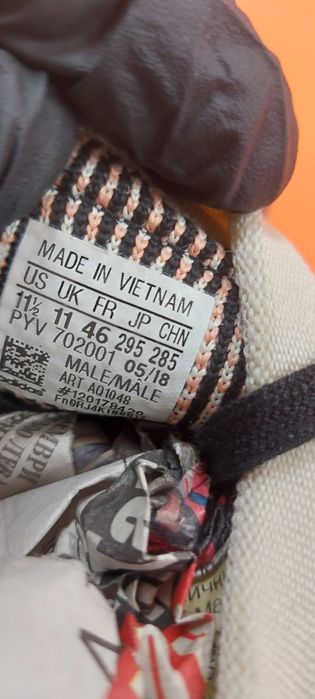 MADE IN VIETNAM
US UK FR JP CHN
11½ 11 46 295 285
PYV 702001 05/18
MALE/MÂLE
ART AQ1048